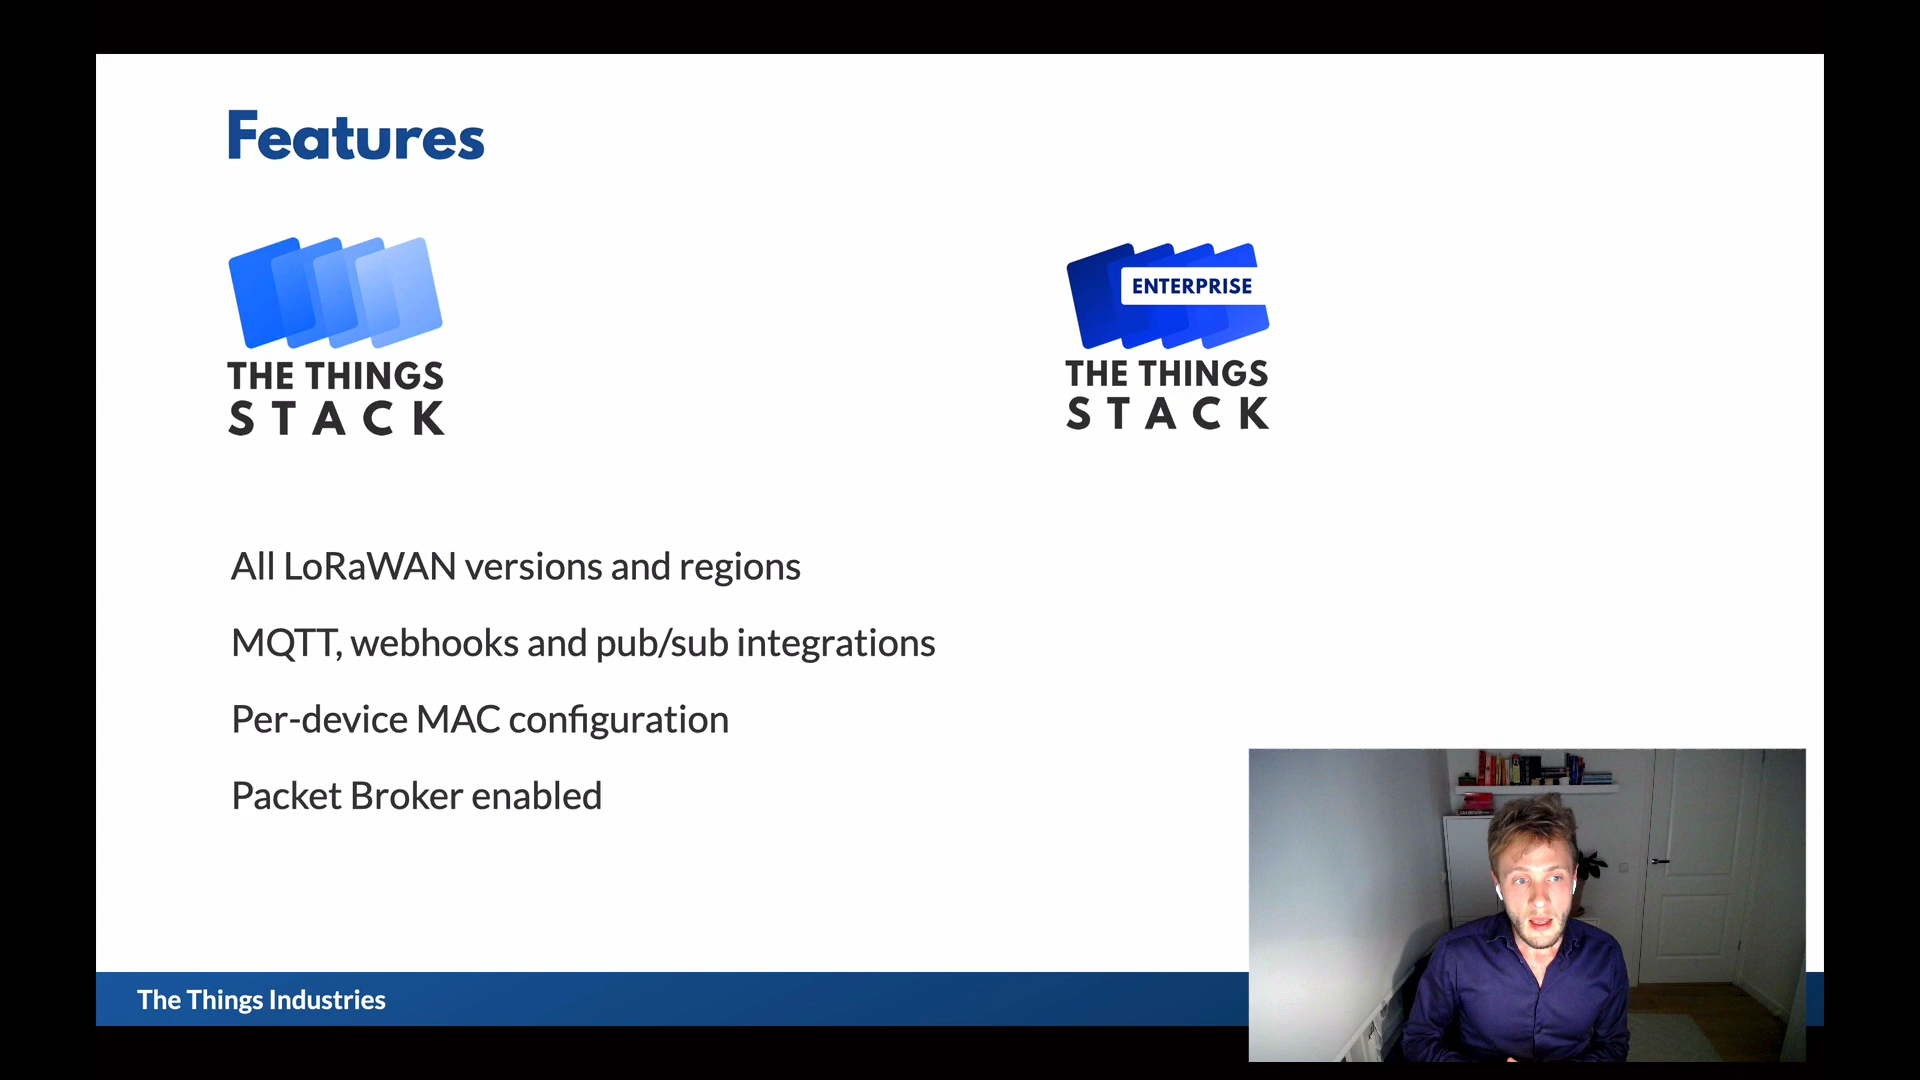 Features
THE THINGS
STACK
ENTERPRISE
THE THINGS
STACK
All LoRaWAN versions and regions
MQTT, webhooks and pub/sub integrations
Per-device MAC configuration
Packet Broker enabled
The Things Industries